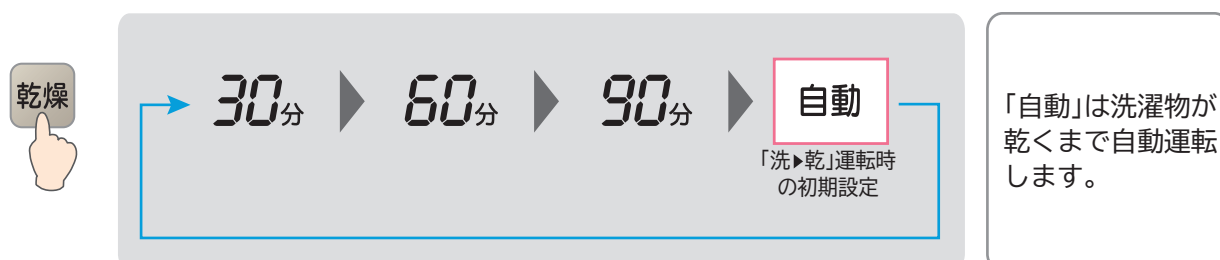 乾燥
30分 60分 90分 自動
「洗▶乾」運転時
の初期設定
「自動」は洗濯物が
乾くまで自動運転
します。